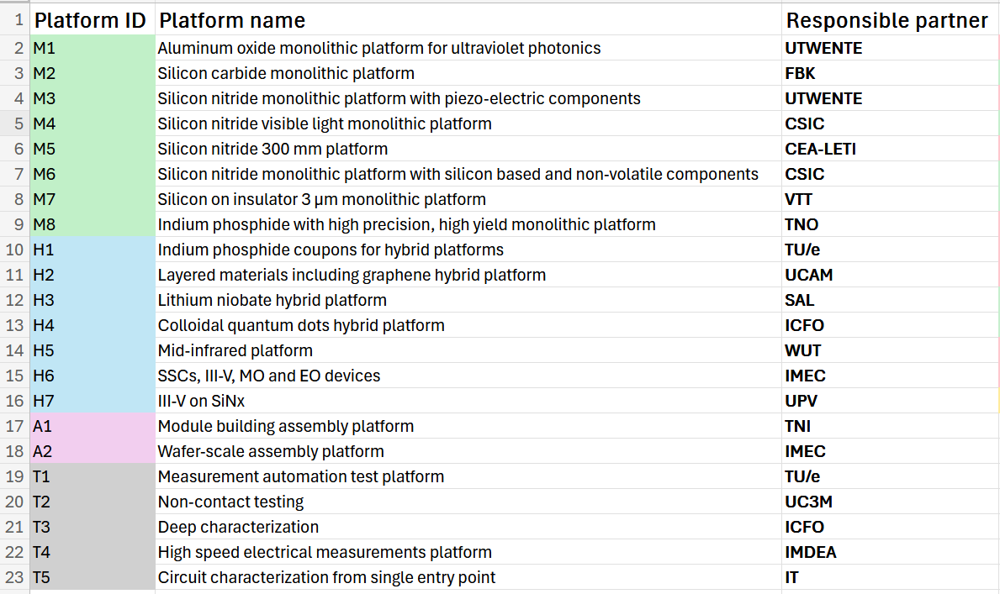 1 Platform ID Platform name Responsible partner
2 M1 Aluminum oxide monolithic platform for ultraviolet photonics UTWENTE
3 M2 Silicon carbide monolithic platform FBK
4 M3 Silicon nitride monolithic platform with piezo-electric components UTWENTE
5 M4 Silicon nitride visible light monolithic platform CSIC
6 M5 Silicon nitride 300 mm platform CEA-LETI
7 M6 Silicon nitride monolithic platform with silicon based and non-volatile components CSIC
8 M7 Silicon on insulator 3 µm monolithic platform VTT
9 M8 Indium phosphide with high precision, high yield monolithic platform TNO
10 H1 Indium phosphide coupons for hybrid platforms TU/e
11 H2 Layered materials including graphene hybrid platform UCAM
12 H3 Lithium niobate hybrid platform SAL
13 H4 Colloidal quantum dots hybrid platform ICFO
14 H5 Mid-infrared platform WUT
15 H6 SSCs, III-V, MO and EO devices IMEC
16 H7 III-V on SiNx UPV
17 A1 Module building assembly platform TNI
18 A2 Wafer-scale assembly platform IMEC
19 T1 Measurement automation test platform TU/e
20 T2 Non-contact testing UC3M
21 T3 Deep characterization ICFO
22 T4 High speed electrical measurements platform IMDEA
23 T5 Circuit characterization from single entry point IT